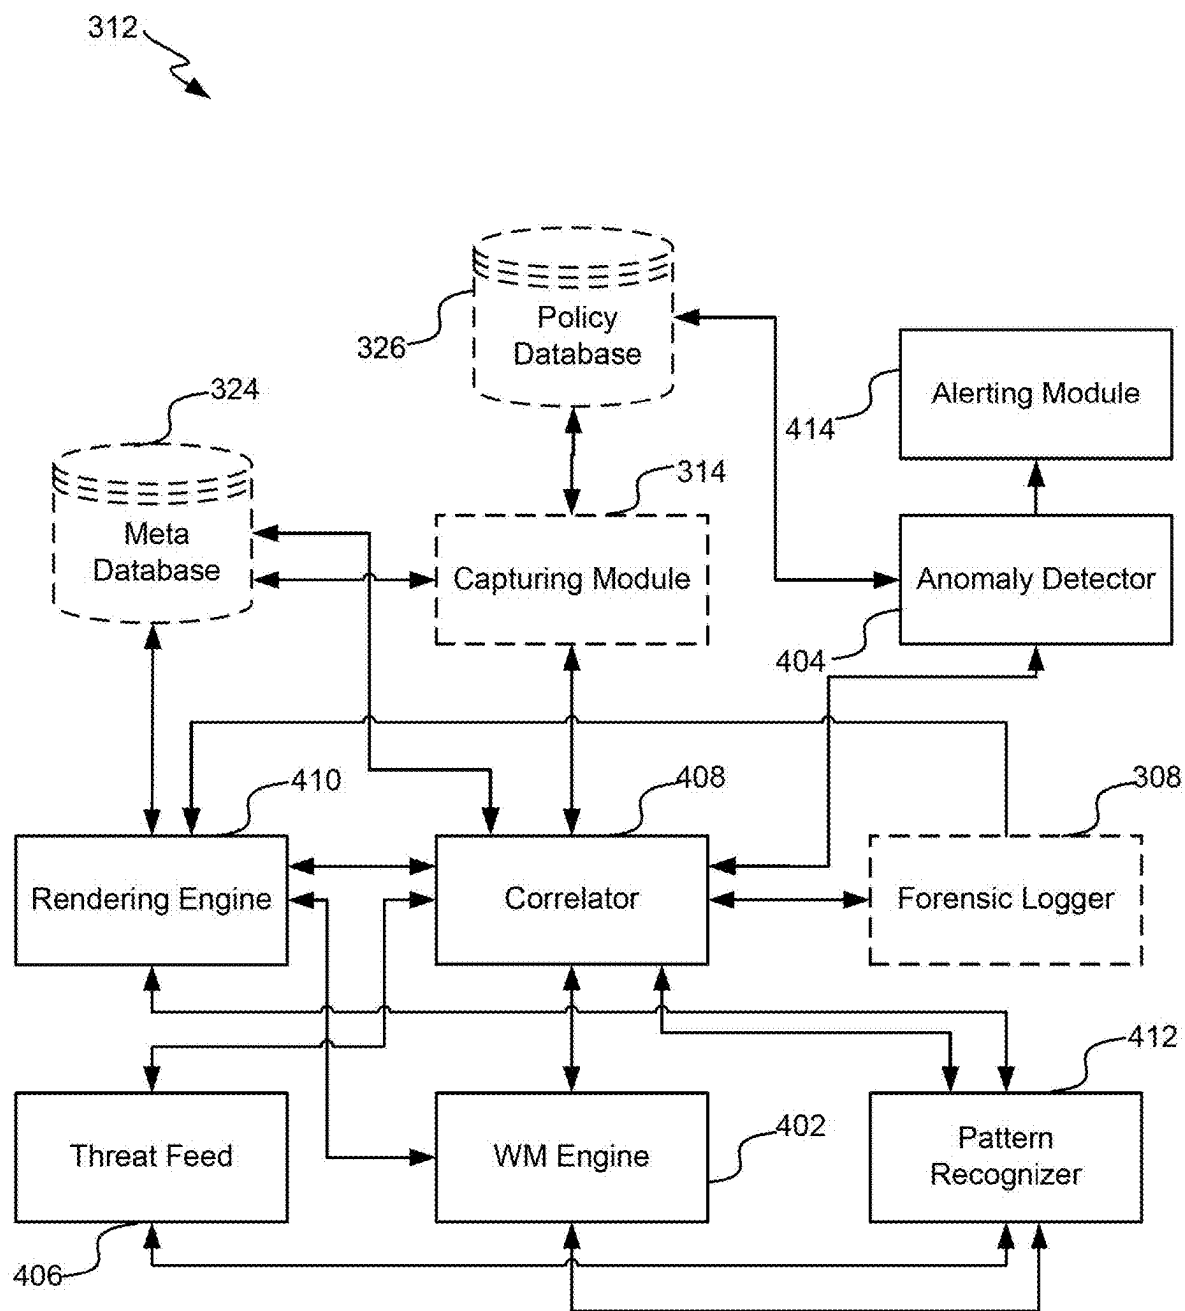 312
Policy
Database
326
Alerting Module
414
324
Meta
Database
314
Capturing Module
Anomaly Detector
404
410
408
308
Rendering Engine
Correlator
Forensic Logger
412
Threat Feed
WM Engine
402
Pattern
Recognizer
406